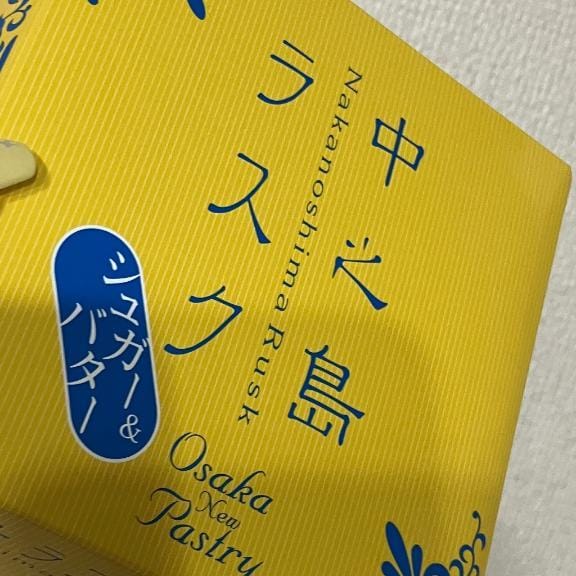 中之島
Nakanoshima Rusk
ラスク
シュガー&
バター
Osaka
New
Pastry